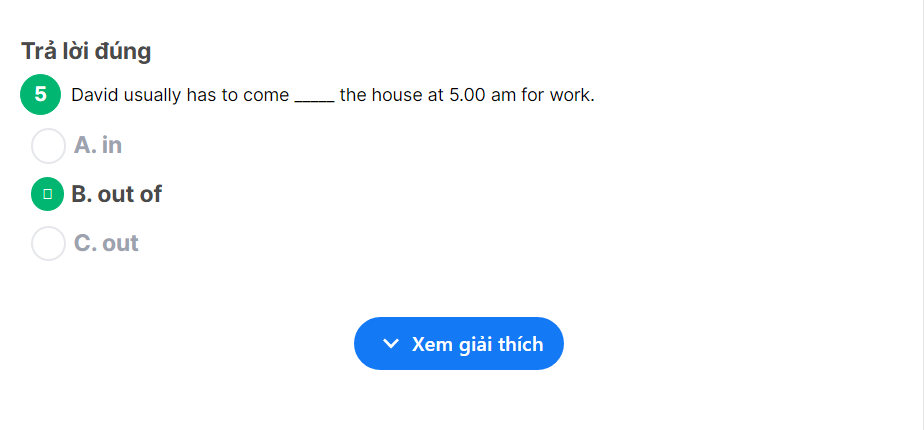 Trả lời đúng
5 David usually has to come _____ the house at 5.00 am for work.
A. in
B. out of
C. out
Xem giải thích